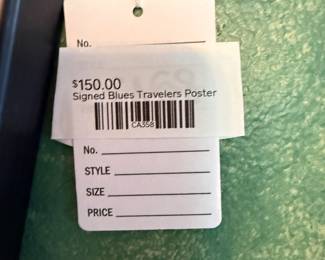 No.
$150.00
Signed Blues Travelers Poster
CA358
No.
STYLE
SIZE
PRICE